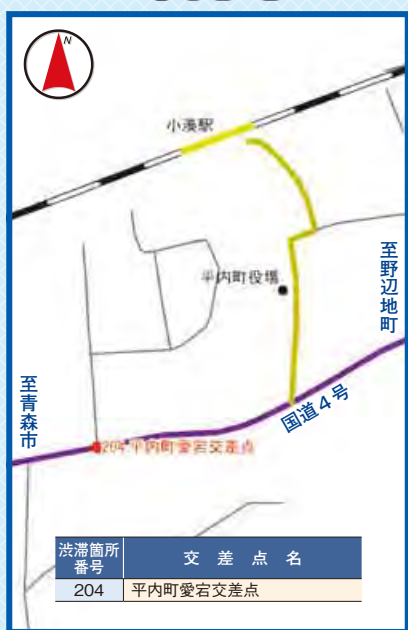 N
小湊駅
平内町役場
至野辺地町
至青森市
国道4号
204 平内町愛宕交差点
渋滞箇所番号 交差点名
204 平内町愛宕交差点